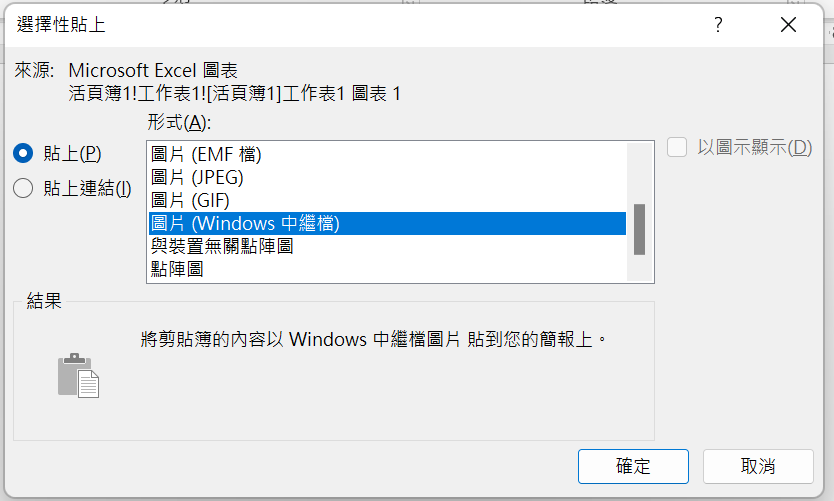 選擇性貼上
?
來源: Microsoft Excel 圖表
活頁簿1!工作表1![活頁簿1]工作表1 圖表 1
形式(A):
貼上(P)
貼上連結(I)
圖片 (EMF 檔)
圖片 (JPEG)
圖片 (GIF)
圖片 (Windows 中繼檔)
與裝置無關點陣圖
點陣圖
以圖示顯示(D)
結果
將剪貼簿的內容以 Windows 中繼檔圖片 貼到您的簡報上。
確定
取消